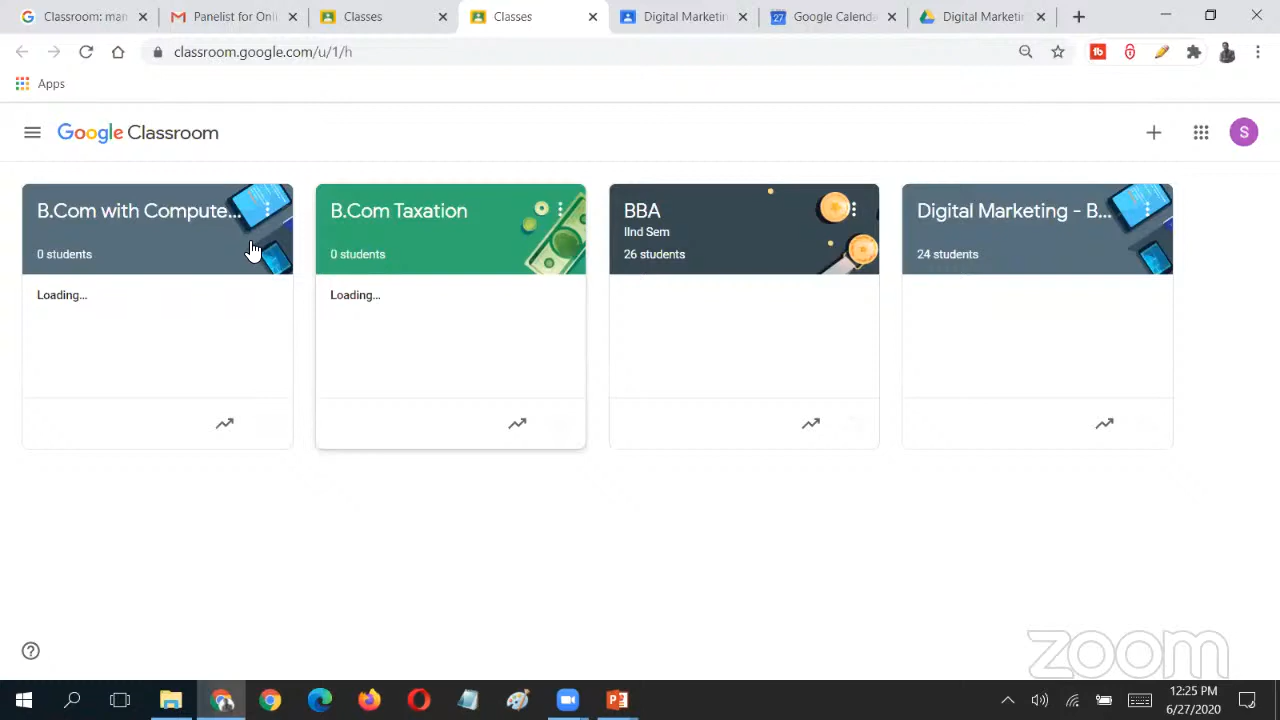 Classroom: man
Panelist for Onli
Classes
Classes
Digital Marketin
Google Calenda
Digital Marketin
classroom.google.com/u/1/h
Apps
Google Classroom
S
B.Com with Compute...
0 students
Loading...
B.Com Taxation
0 students
Loading...
BBA
IInd Sem
26 students
Digital Marketing - B...
24 students
zoom
12:25 PM
6/27/2020